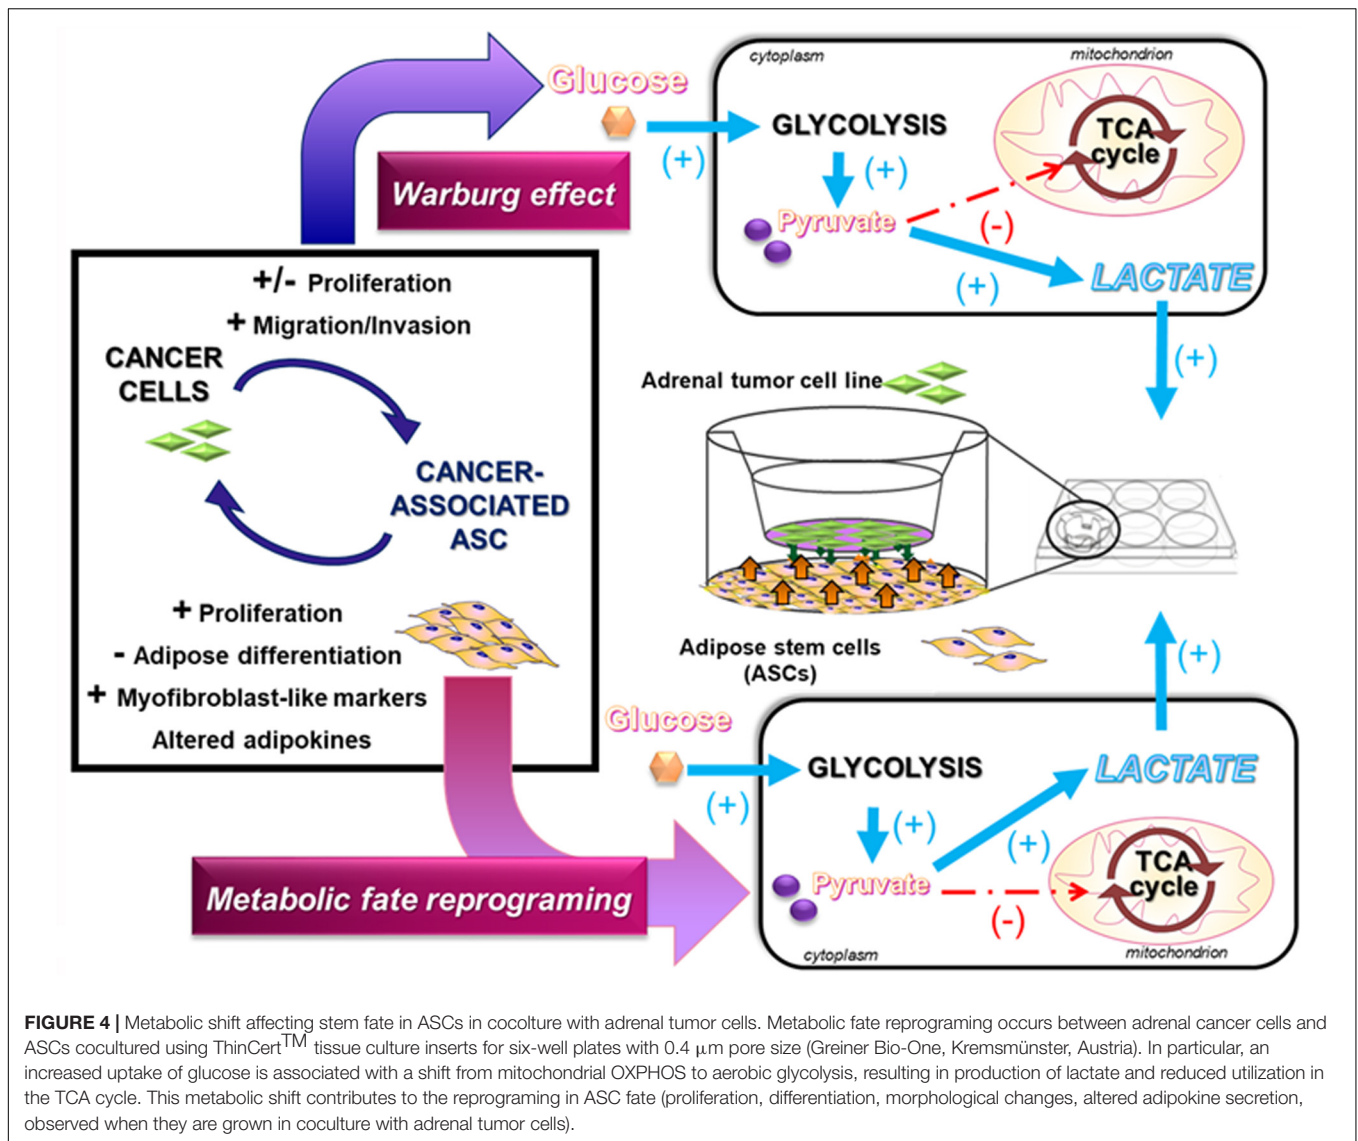 Glucose
cytoplasm
mitochondrion
GLYCOLYSIS
TCA
cycle
(+)
(+)
Warburg effect
Pyruvate
(-)
(+)
LACTATE
(+)
+/- Proliferation
+ Migration/Invasion
CANCER
CELLS
CANCER-
ASSOCIATED
ASC
+ Proliferation
- Adipose differentiation
+ Myofibroblast-like markers
Altered adipokines
Adrenal tumor cell line
Adipose stem cells
(ASCs)
(+)
Glucose
GLYCOLYSIS
LACTATE
(+)
(+)
(+)
TCA
cycle
Pyruvate
(-)
Metabolic fate reprograming
cytoplasm
mitochondrion
FIGURE 4 | Metabolic shift affecting stem fate in ASCs in cocolture with adrenal tumor cells. Metabolic fate reprograming occurs between adrenal cancer cells and
ASCs cocultured using ThinCert™ tissue culture inserts for six-well plates with 0.4 μm pore size (Greiner Bio-One, Kremsmünster, Austria). In particular, an
increased uptake of glucose is associated with a shift from mitochondrial OXPHOS to aerobic glycolysis, resulting in production of lactate and reduced utilization in
the TCA cycle. This metabolic shift contributes to the reprograming in ASC fate (proliferation, differentiation, morphological changes, altered adipokine secretion,
observed when they are grown in coculture with adrenal tumor cells).